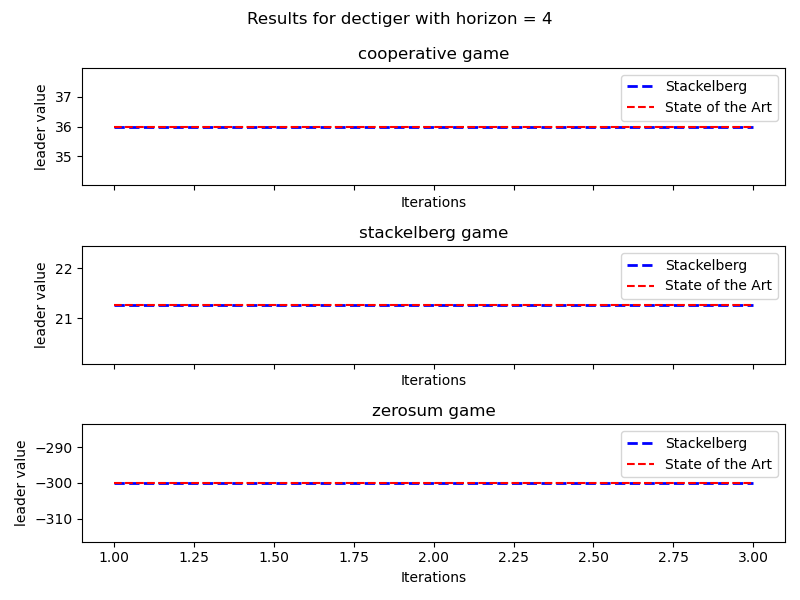 Results for dectiger with horizon = 4
cooperative game
37
36
35
leader value
Stackelberg
State of the Art
Iterations
stackelberg game
22
21
leader value
Stackelberg
State of the Art
Iterations
zerosum game
−290
−300
−310
leader value
Stackelberg
State of the Art
1.00 1.25 1.50 1.75 2.00 2.25 2.50 2.75 3.00
Iterations